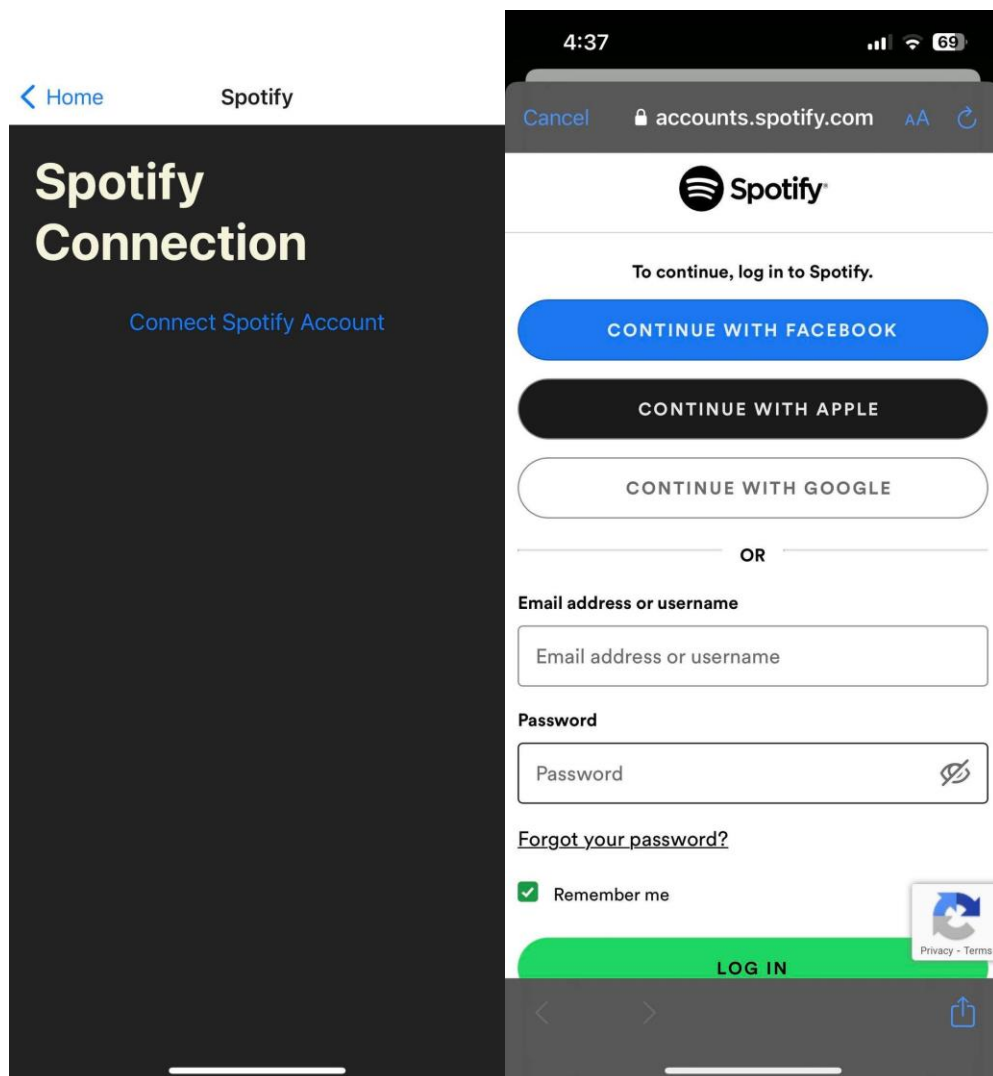 Home
Spotify
Spotify
Connection
Connect Spotify Account
4:37
69
Cancel
accounts.spotify.com
AA
Spotify
To continue, log in to Spotify.
CONTINUE WITH FACEBOOK
CONTINUE WITH APPLE
CONTINUE WITH GOOGLE
OR
Email address or username
Email address or username
Password
Password
Forgot your password?
Remember me
Privacy - Terms
LOG IN